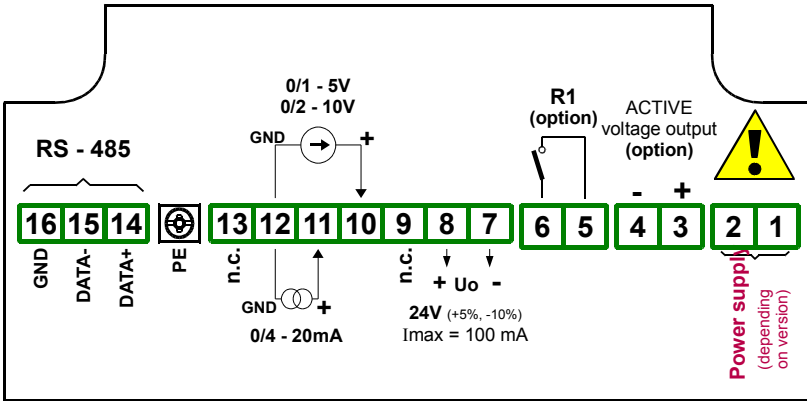 0/1 - 5V
0/2 - 10V
GND
+
RS - 485
R1
(option)
ACTIVE
voltage output
(option)
-
+
16
15
14
13
12
11
10
9
8
7
6
5
4
3
2
1
GND
DATA-
DATA+
PE
n.c.
GND
+
0/4 - 20mA
n.c.
+ Uo -
24V (+5%, -10%)
Imax = 100 mA
Power supply
(depending
on version)